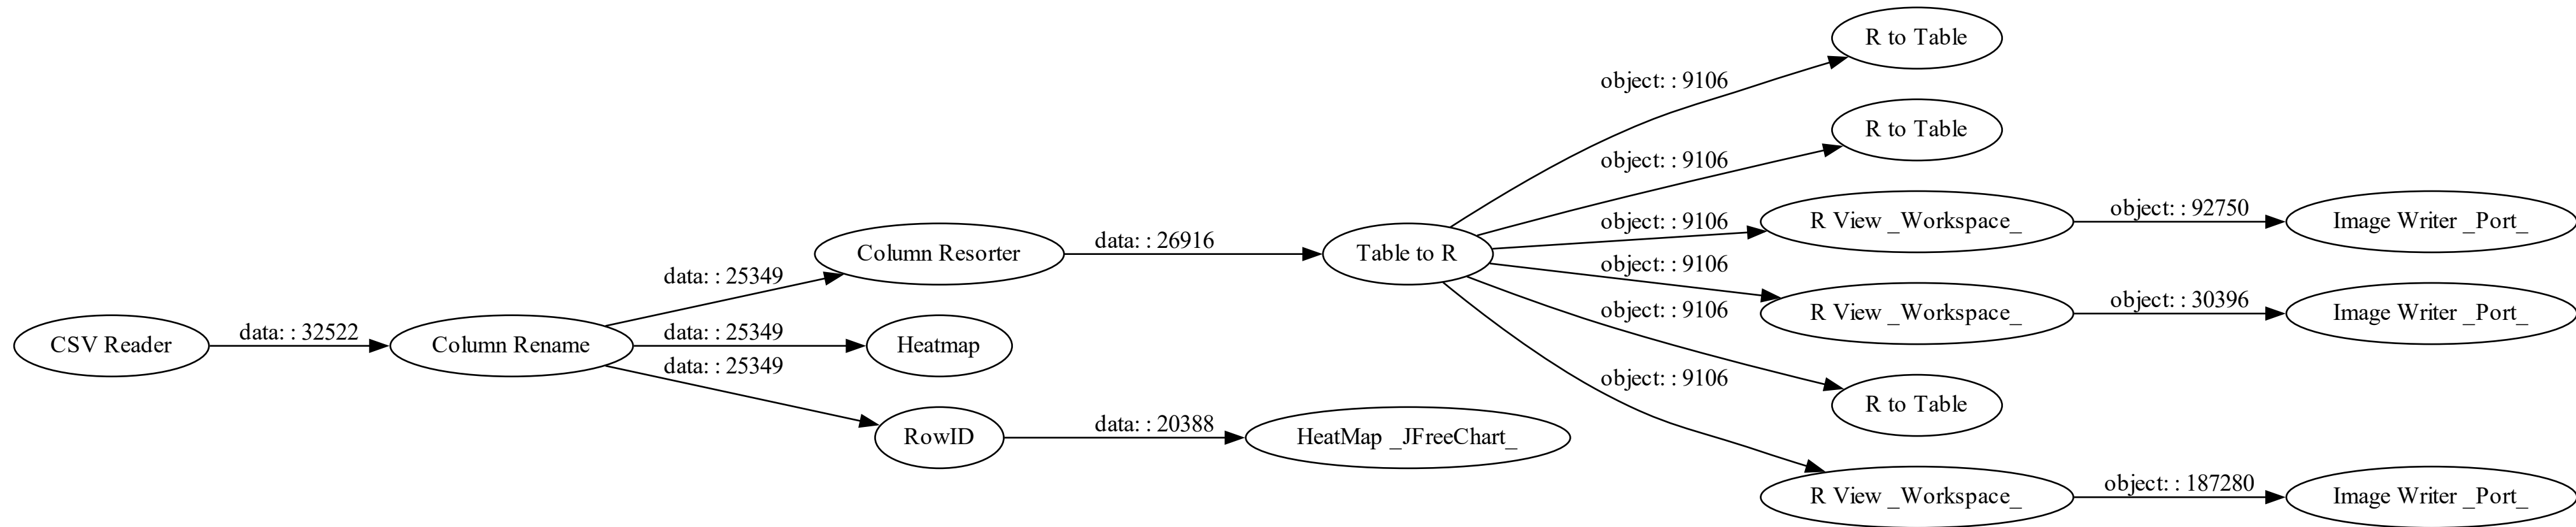 R to Table
object: : 9106
R to Table
object: : 9106
R View _Workspace_
object: : 92750
Image Writer _Port_
object: : 9106
Column Resorter
data: : 26916
Table to R
object: : 9106
data: : 25349
R View _Workspace_
object: : 30396
Image Writer _Port_
object: : 9106
CSV Reader
data: : 32522
Column Rename
data: : 25349
Heatmap
data: : 25349
object: : 9106
R to Table
RowID
data: : 20388
HeatMap _JFreeChart_
R View _Workspace_
object: : 187280
Image Writer _Port_